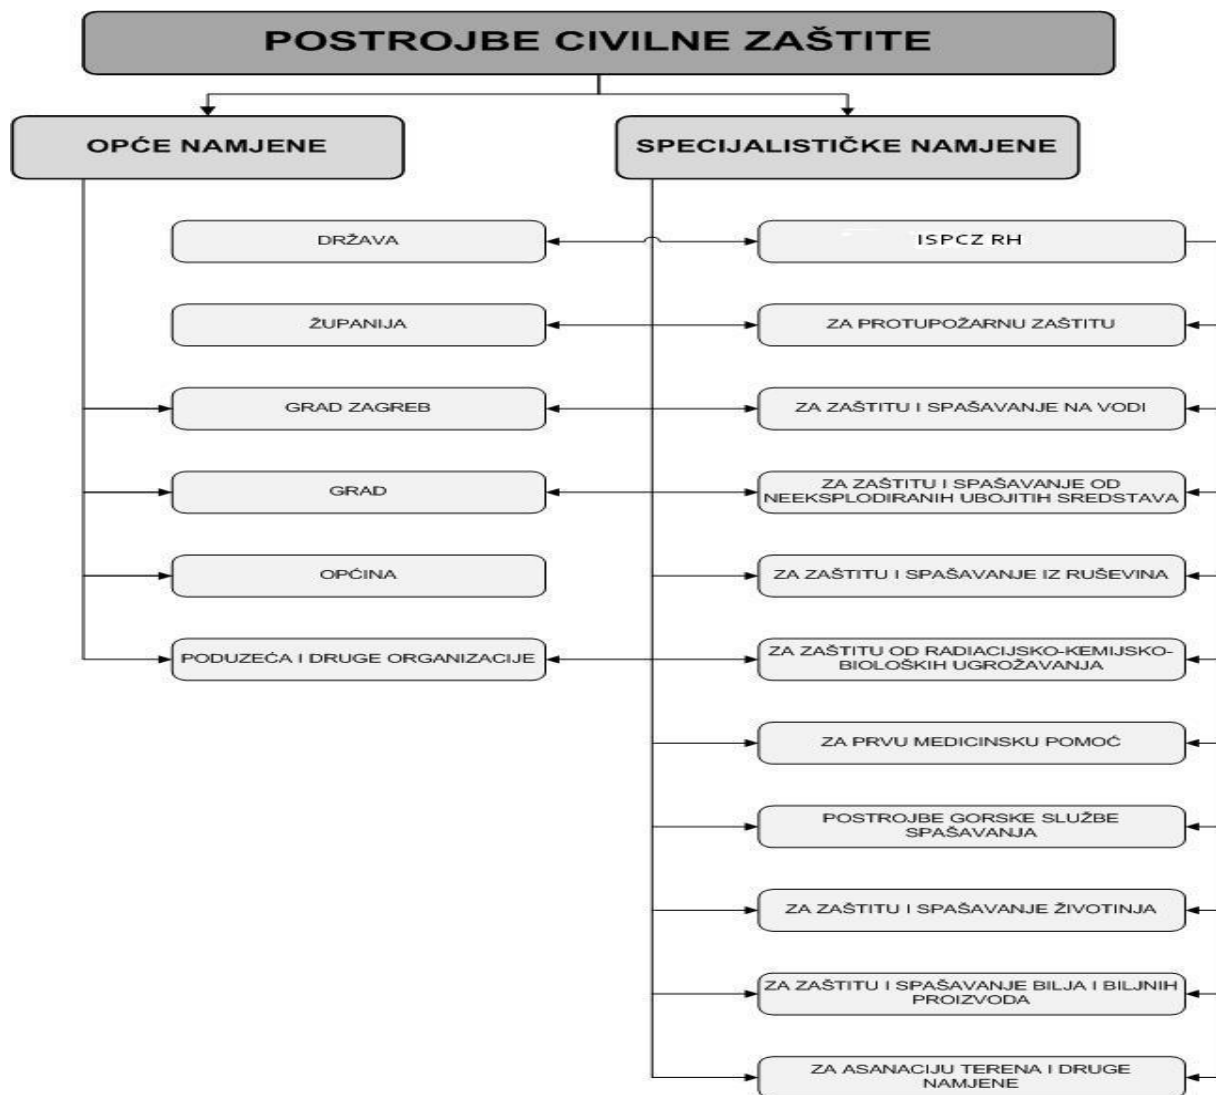 POSTROJBE CIVILNE ZAŠTITE
OPĆE NAMJENE
SPECIJALISTIČKE NAMJENE
DRŽAVA
ISPCZ RH
ŽUPANIJA
ZA PROTUPOŽARNU ZAŠTITU
GRAD ZAGREB
ZA ZAŠTITU I SPAŠAVANJE NA VODI
GRAD
ZA ZAŠTITU I SPAŠAVANJE OD
NEEKSPLODIRANIH UBOJITIH SREDSTAVA
OPĆINA
ZA ZAŠTITU I SPAŠAVANJE IZ RUŠEVINA
PODUZEĆA I DRUGE ORGANIZACIJE
ZA ZAŠTITU OD RADIACIJSKO-KEMIJSKO-
BIOLOŠKIH UGROŽAVANJA
ZA PRVU MEDICINSKU POMOĆ
POSTROJBE GORSKE SLUŽBE
SPAŠAVANJA
ZA ZAŠTITU I SPAŠAVANJE ŽIVOTINJA
ZA ZAŠTITU I SPAŠAVANJE BILJA I BILJNIH
PROIZVODA
ZA ASANACIJU TERENA I DRUGE
NAMJENE